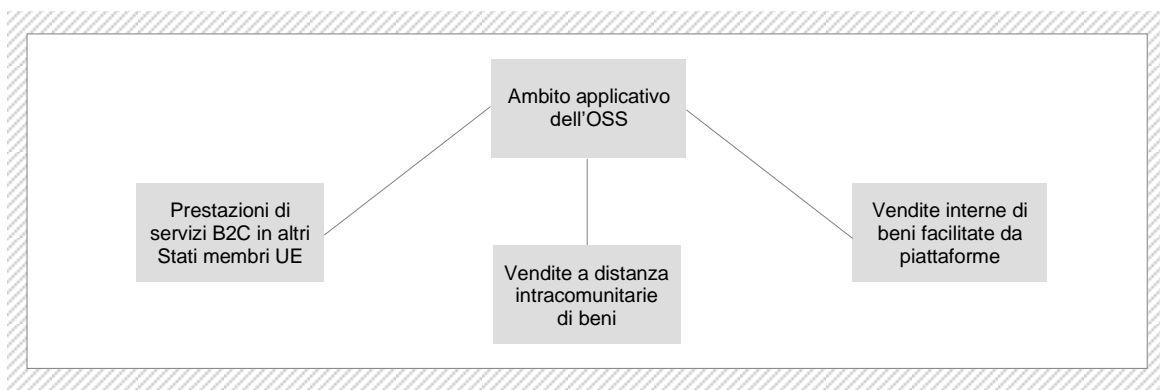 Ambito applicativo
dell’OSS
Prestazioni di
servizi B2C in altri
Stati membri UE
Vendite a distanza
intracomunitarie
di beni
Vendite interne di
beni facilitate da
piattaforme